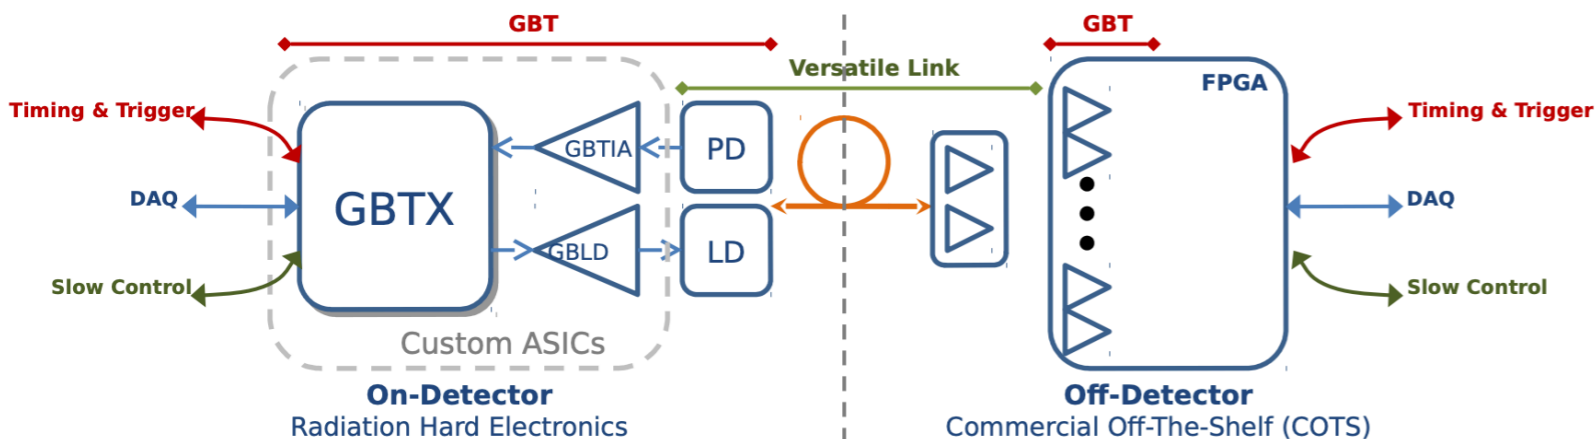 GBT
GBT
Versatile Link
FPGA
Timing & Trigger
Timing & Trigger
GBTIA
PD
DAQ
GBTX
DAQ
GBLD
LD
Slow Control
Slow Control
Custom ASICs
On-Detector
Off-Detector
Radiation Hard Electronics
Commercial Off-The-Shelf (COTS)